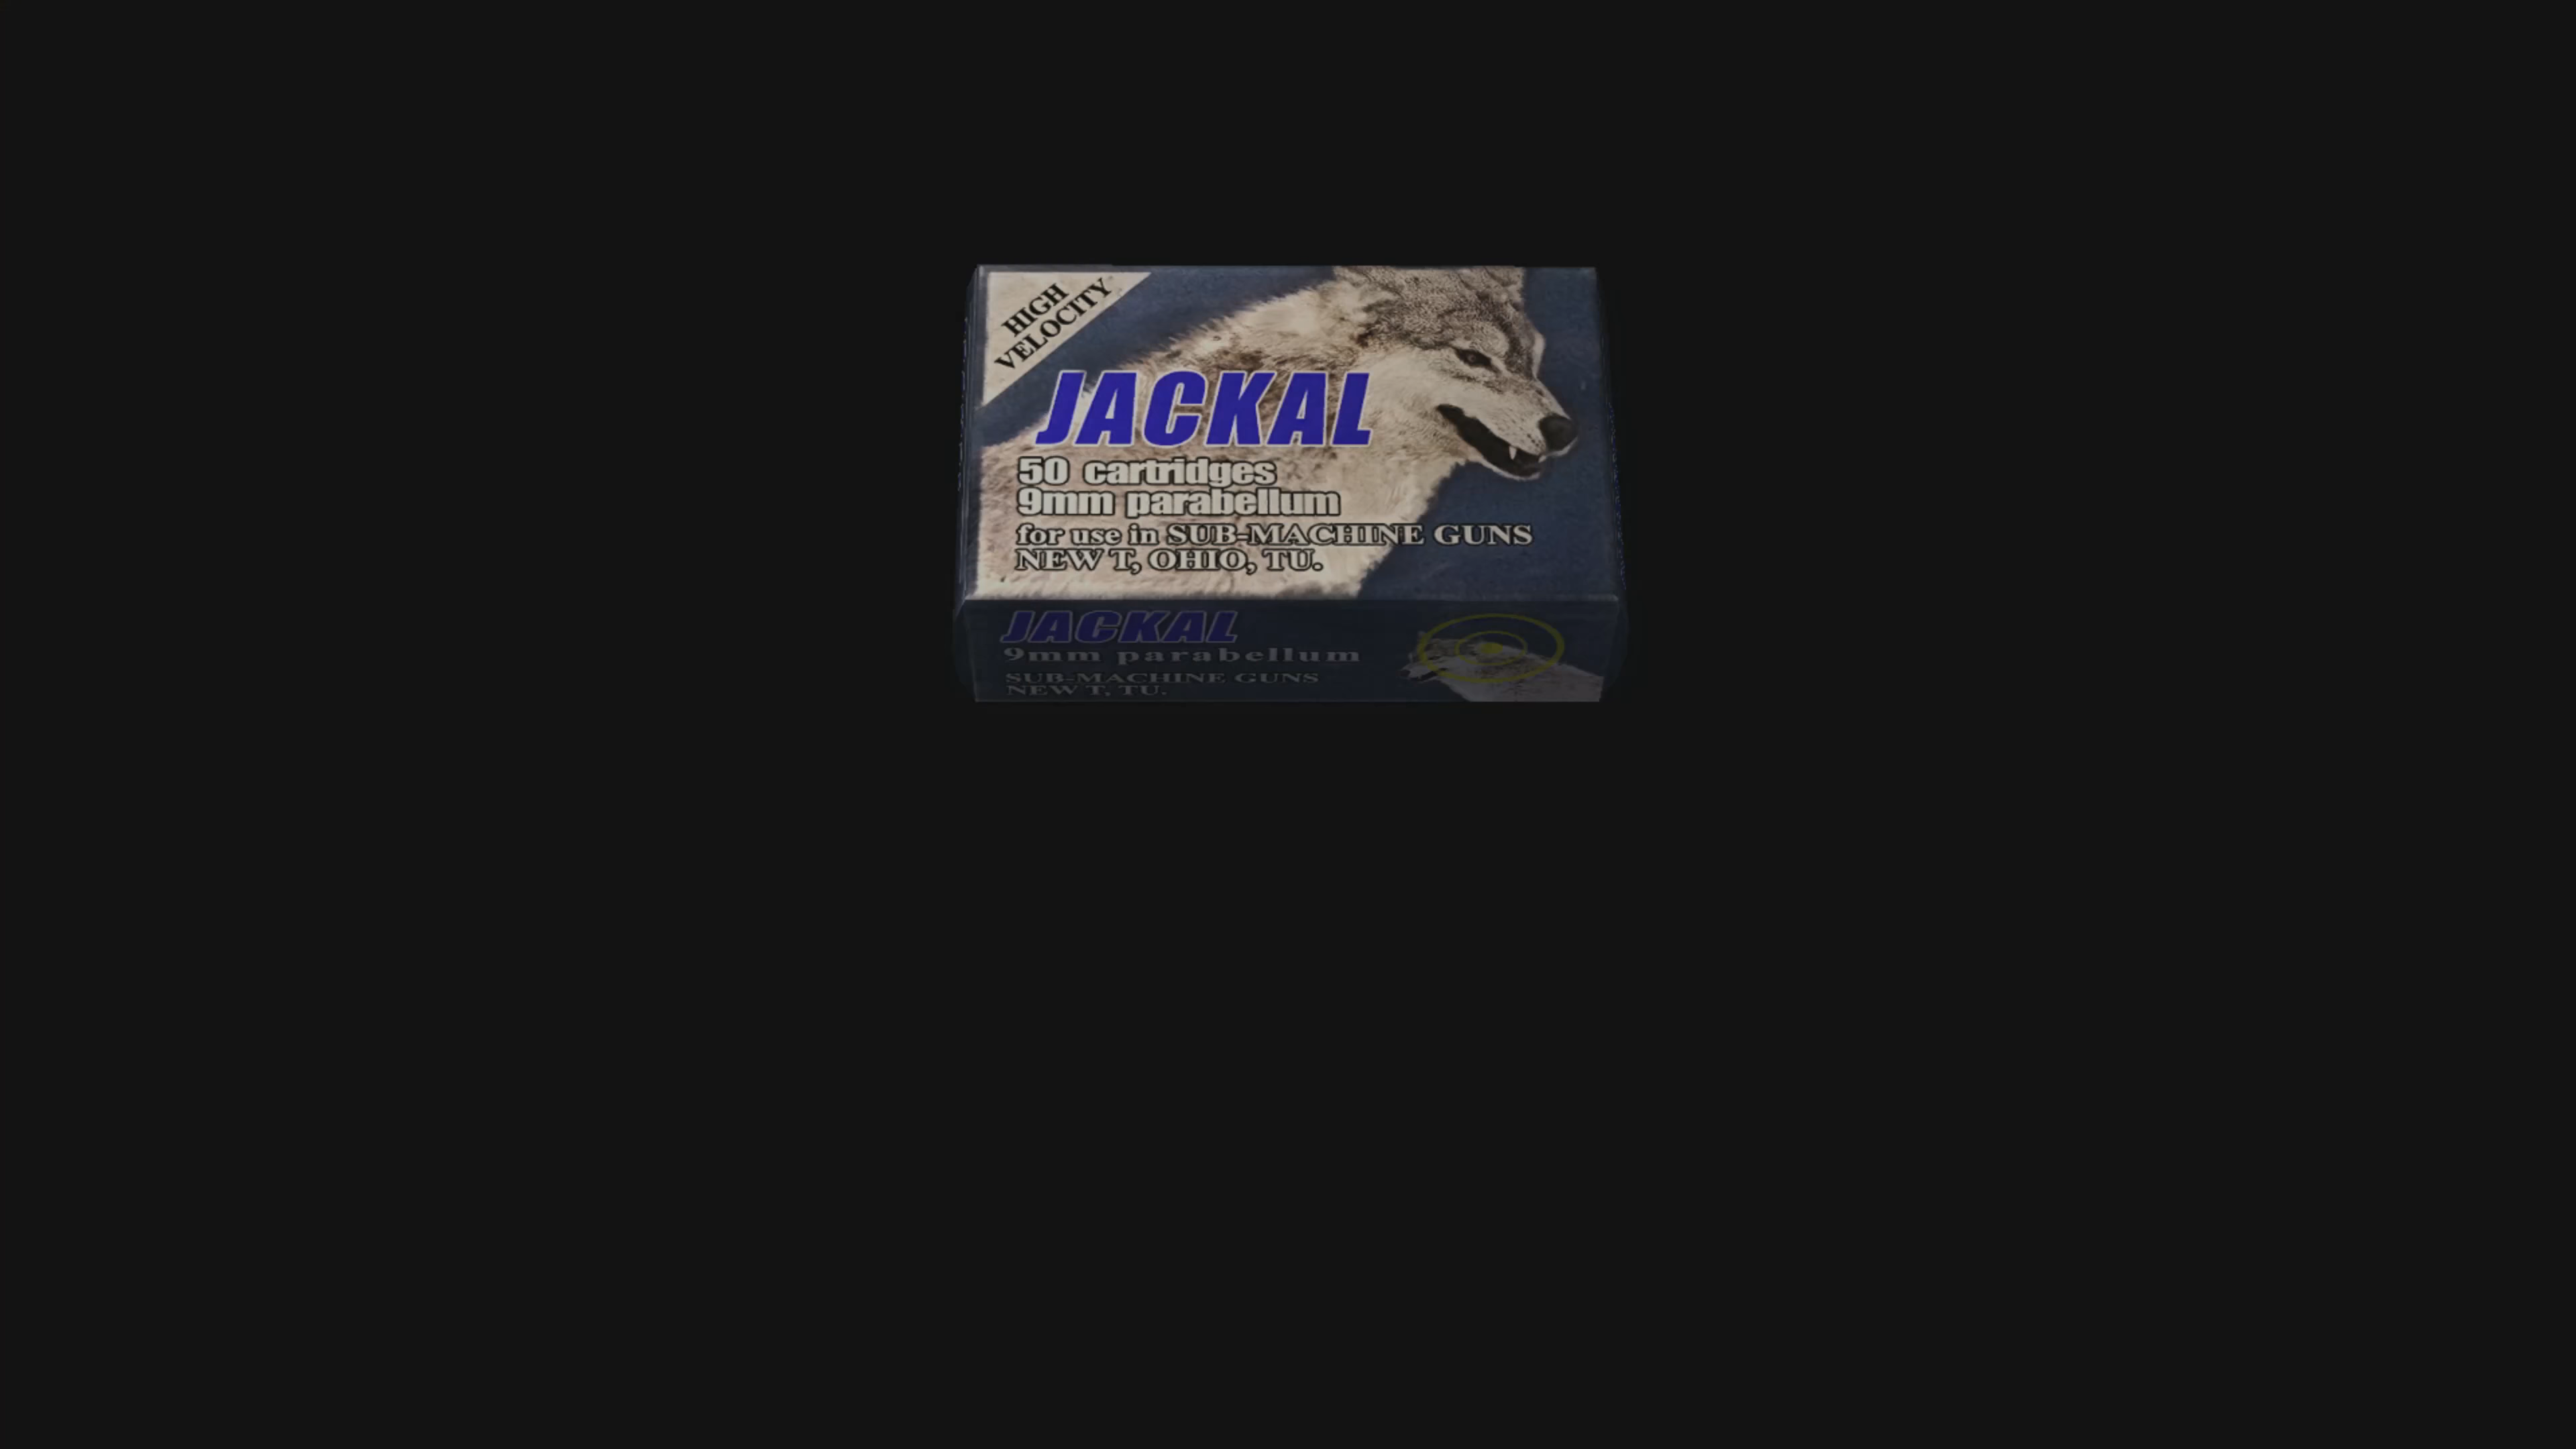 HIGH
VELOCITY
JACKAL
50 cartridges
9mm parabellum
for use in SUB-MACHINE GUNS
NEW T, OHIO, TU.
JACKAL
9mm parabellum
SUB-MACHINE GUNS
NEW T, TU.